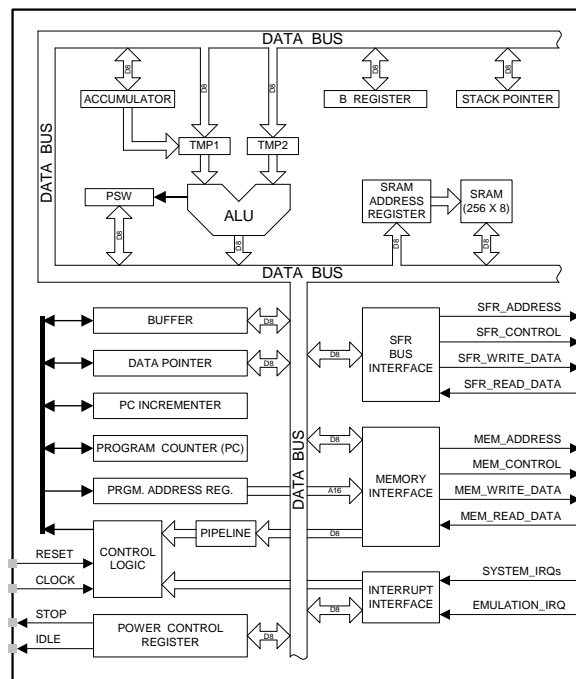 DATA BUS
D8
D8
D8
D8
D8
ACCUMULATOR
B REGISTER
STACK POINTER
DATA BUS
TMP1
TMP2
PSW
ALU
SRAM
ADDRESS
REGISTER
SRAM
(256 X 8)
D8
D8
D8
D8
DATA BUS
BUFFER
D8
DATA POINTER
D8
PC INCREMENTER
PROGRAM COUNTER (PC)
PRGM. ADDRESS REG.
A16
DATA BUS
D8
SFR
BUS
INTERFACE
SFR_ADDRESS
SFR_CONTROL
SFR_WRITE_DATA
SFR_READ_DATA
D8
MEMORY
INTERFACE
MEM_ADDRESS
MEM_CONTROL
MEM_WRITE_DATA
MEM_READ_DATA
RESET
CLOCK
CONTROL
LOGIC
PIPELINE
D8
INTERRUPT
INTERFACE
SYSTEM_IRQs
EMULATION_IRQ
D8
STOP
IDLE
POWER CONTROL
REGISTER
D8